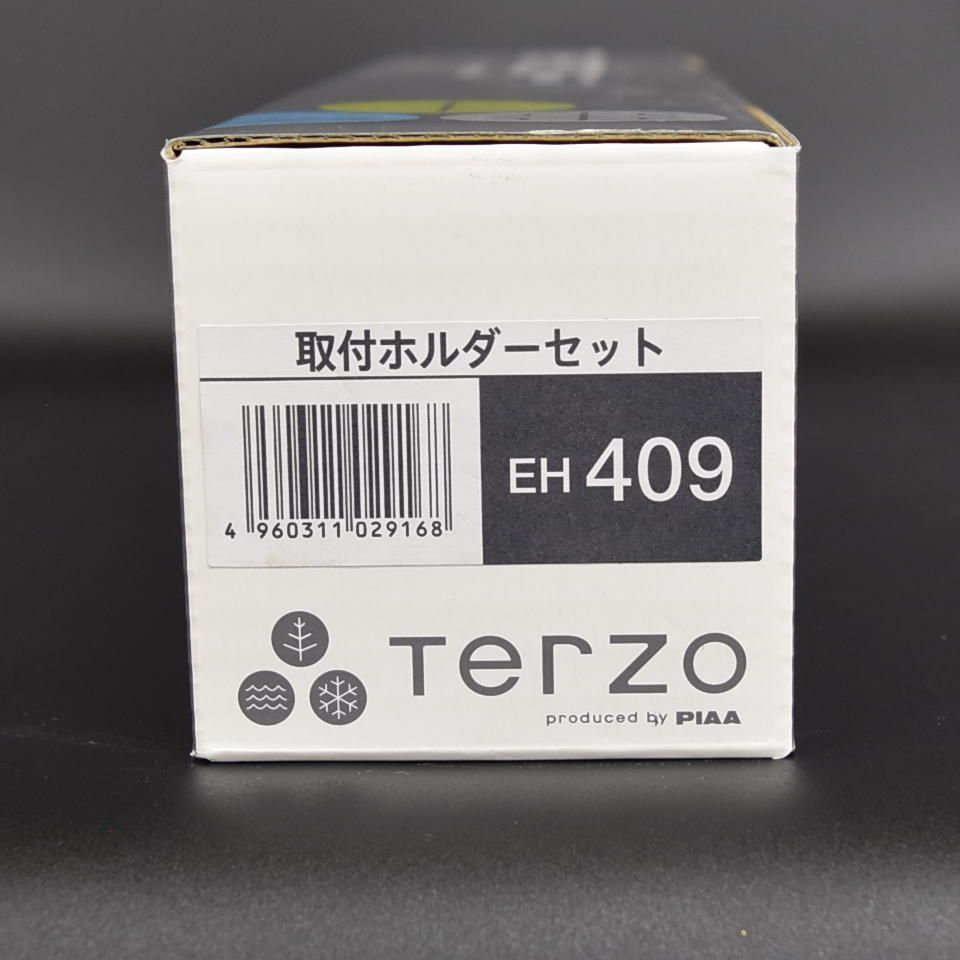 取付ホルダーセット
EH 409
4 960311 029168
Terzo
produced by PIAA